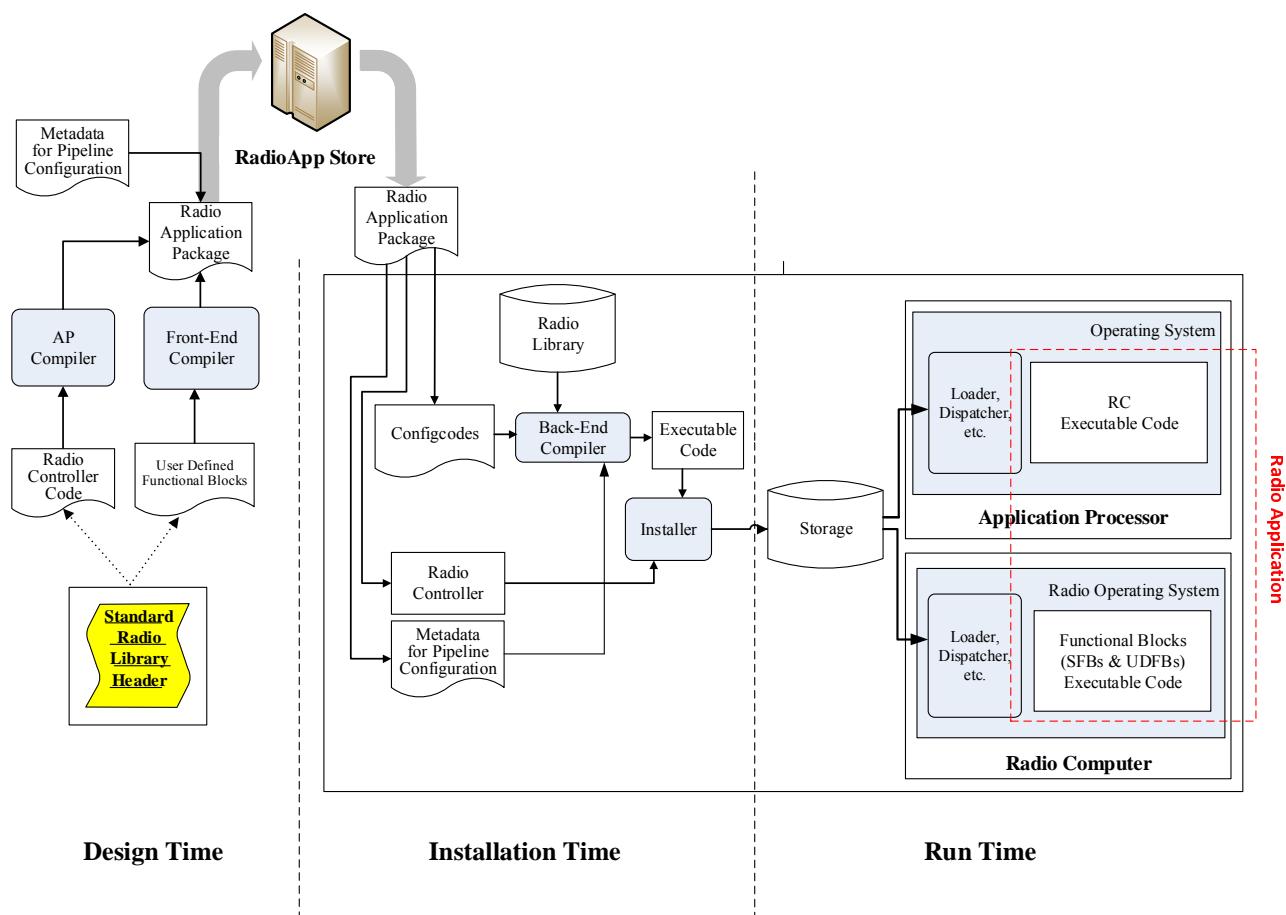 RadioApp Store
Metadata
for Pipeline
Configuration
Radio
Application
Package
AP
Compiler
Front-End
Compiler
Radio
Controller
Code
User Defined
Functional Blocks
Standard
Radio
Library
Header
Design Time
Radio
Application
Package
Radio
Library
Configcodes
Back-End
Compiler
Executable
Code
Installer
Radio
Controller
Metadata
for Pipeline
Configuration
Installation Time
Storage
Operating System
Loader,
Dispatcher,
etc.
RC
Executable Code
Application Processor
Radio Operating System
Loader,
Dispatcher,
etc.
Functional Blocks
(SFBs & UDFBs)
Executable Code
Radio Computer
Radio Application
Run Time